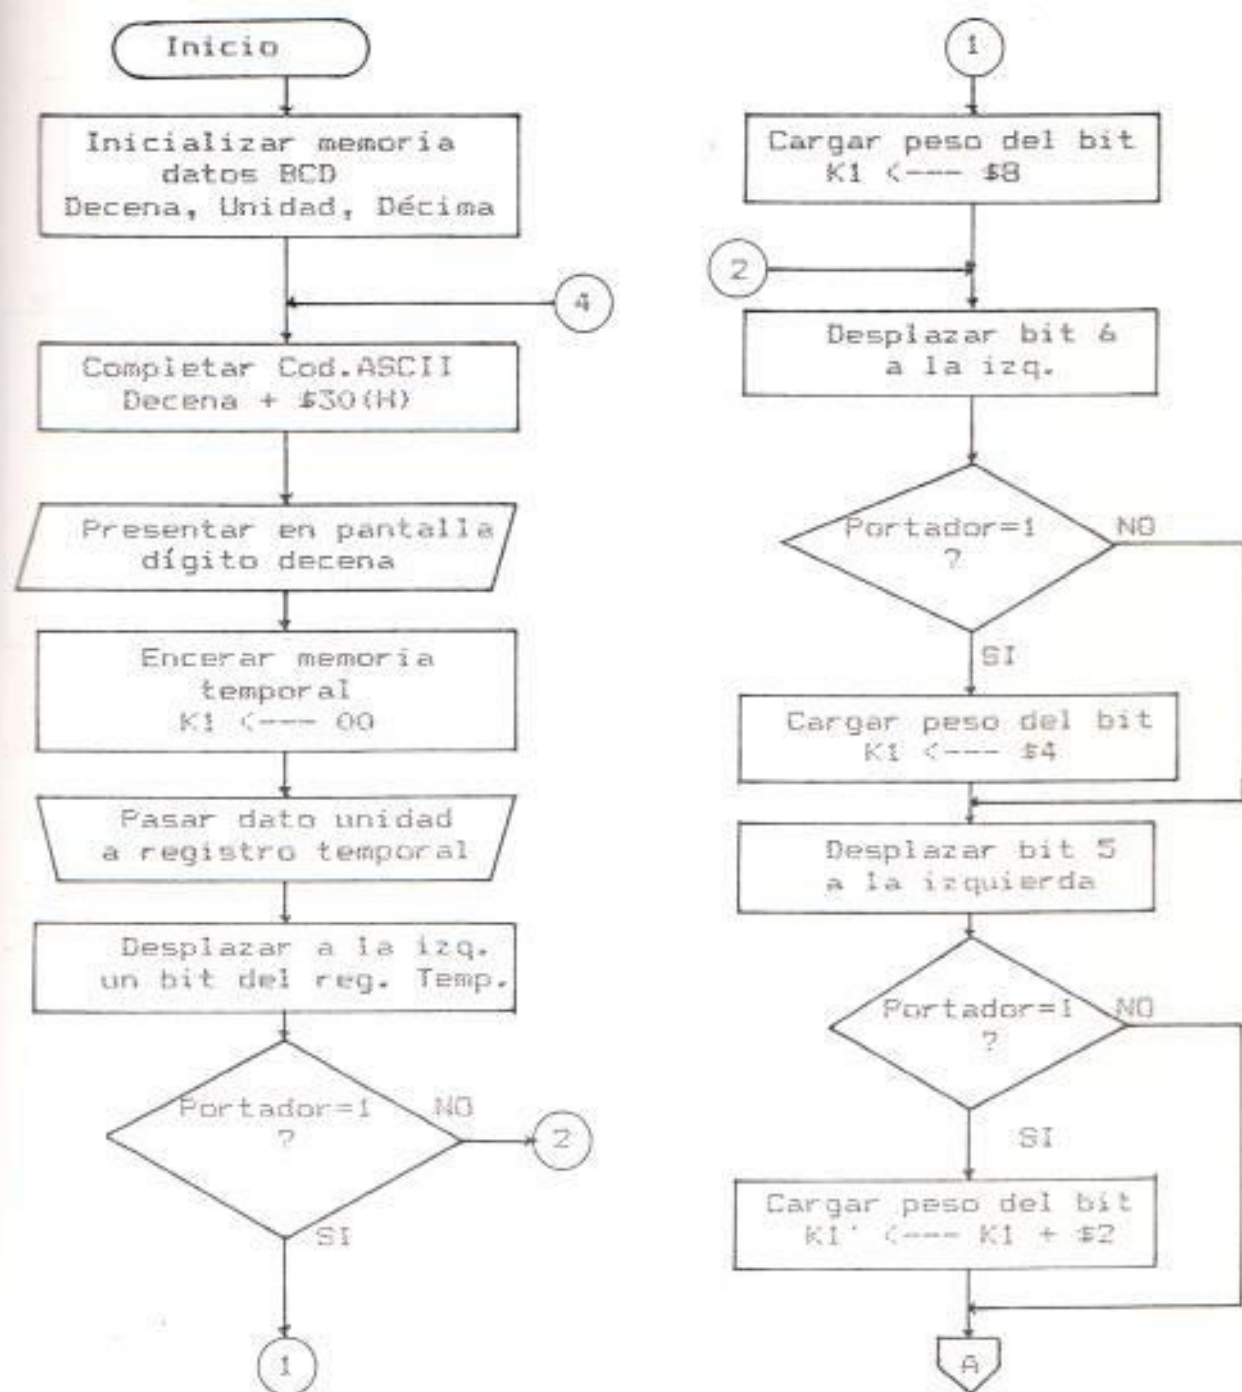 Inicio
Inicializar memoria
datos BCD
Decena, Unidad, Décima
4
Completar Cod.ASCII
Decena + $30(H)
Presentar en pantalla
dígito decena
Encerar memoria
temporal
K1 <--- 00
Pasar dato unidad
a registro temporal
Desplazar a la izq.
un bit del reg. Temp.
Portador=1
?
NO
2
SI
1
1
Cargar peso del bit
K1 <--- $8
2
Desplazar bit 6
a la izq.
Portador=1
?
NO
SI
Cargar peso del bit
K1 <--- $4
Desplazar bit 5
a la izquierda
Portador=1
?
NO
SI
Cargar peso del bit
K1' <--- K1 + $2
A